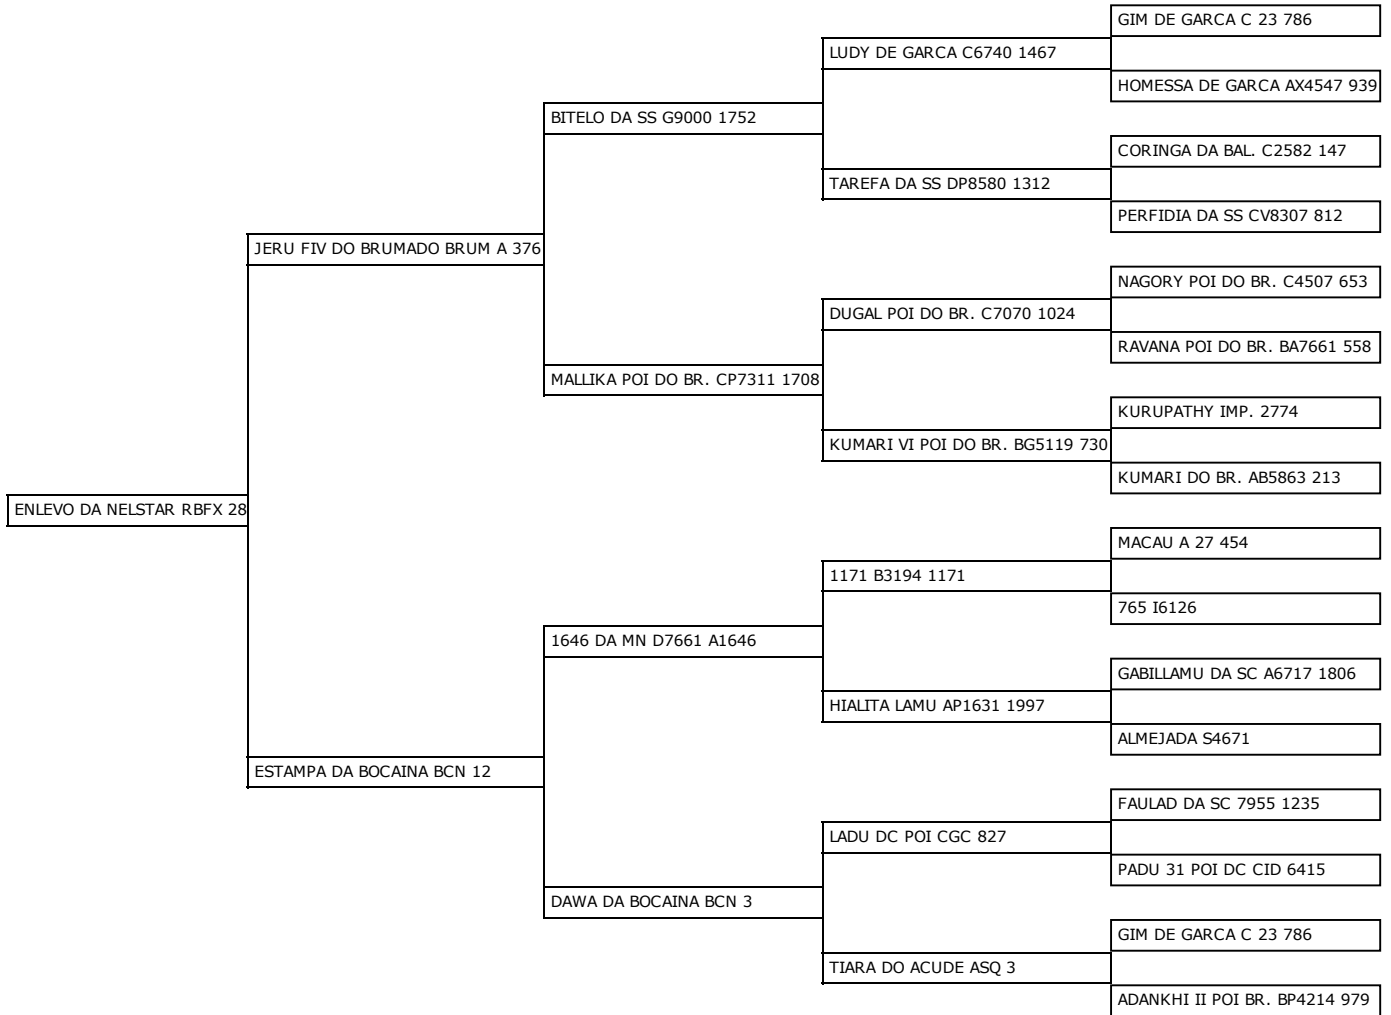 GIM DE GARCA C 23 786
LUDY DE GARCA C6740 1467
HOMESSA DE GARCA AX4547 939
BITELO DA SS G9000 1752
CORINGA DA BAL. C2582 147
TAREFA DA SS DP8580 1312
PERFIDIA DA SS CV8307 812
JERU FIV DO BRUMADO BRUM A 376
NAGORY POI DO BR. C4507 653
DUGAL POI DO BR. C7070 1024
RAVANA POI DO BR. BA7661 558
MALLIKA POI DO BR. CP7311 1708
KURUPATHY IMP. 2774
KUMARI VI POI DO BR. BG5119 730
KUMARI DO BR. AB5863 213
ENLEVO DA NELSTAR RBFX 28
MACAU A 27 454
1171 B3194 1171
765 I6126
1646 DA MN D7661 A1646
GABILLAMU DA SC A6717 1806
HIALITA LAMU AP1631 1997
ALMEJADA S4671
ESTAMPA DA BOCAINA BCN 12
FAULAD DA SC 7955 1235
LADU DC POI CGC 827
PADU 31 POI DC CID 6415
DAWA DA BOCAINA BCN 3
GIM DE GARCA C 23 786
TIARA DO ACUDE ASQ 3
ADANKHI II POI BR. BP4214 979